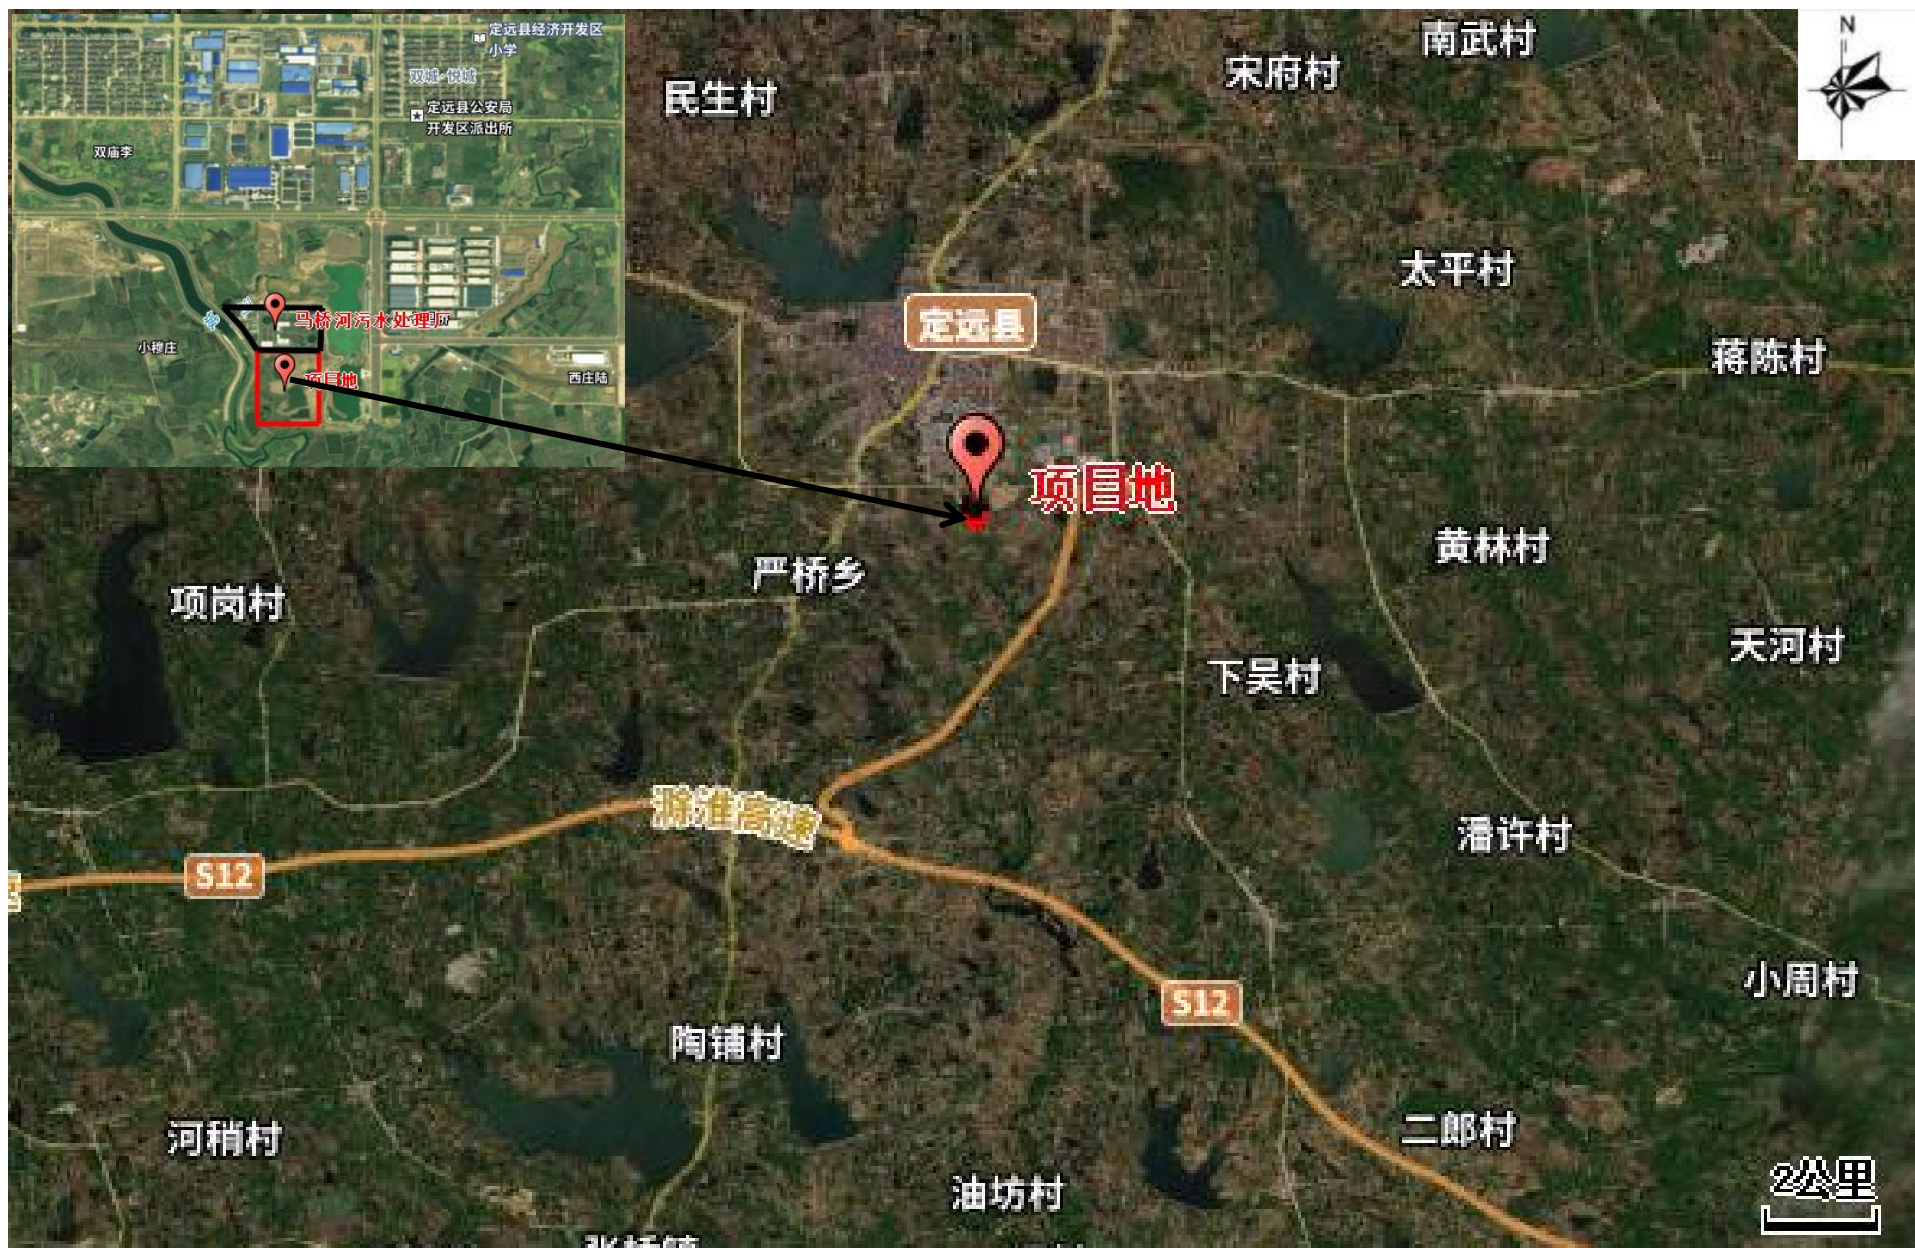 定远县经济开发区
小学
双城·悦城
定远县公安局
开发区派出所
双庙李
马桥河污水处理厂
小穆庄
项目地
西庄陆
N
南武村
宋府村
民生村
太平村
定远县
蒋陈村
项目地
黄林村
严桥乡
项岗村
天河村
下吴村
滁淮高速
潘许村
S12
小周村
S12
陶铺村
河稍村
二郎村
油坊村
2公里